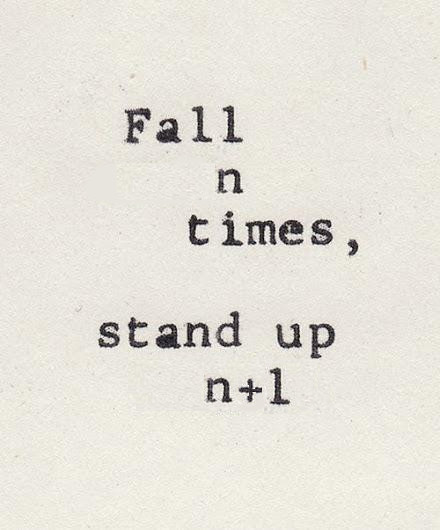 Fall
n
times,
stand up
n+1